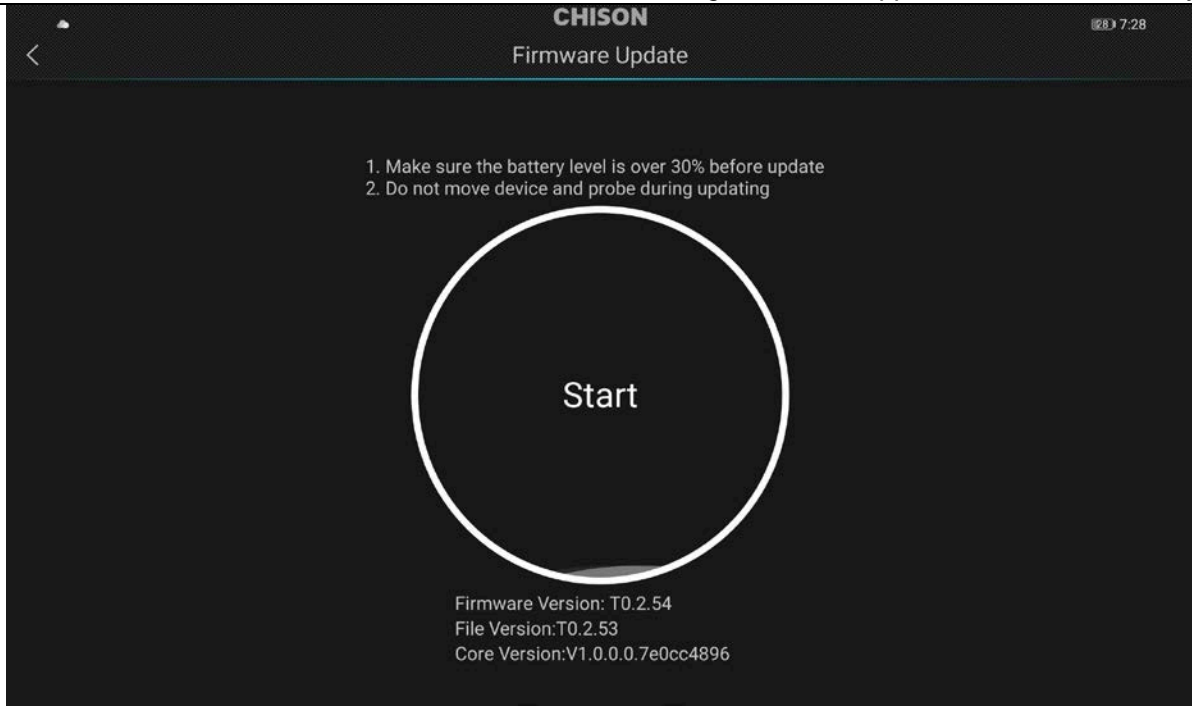 CHISON
28 7:28
Firmware Update
1. Make sure the battery level is over 30% before update
2. Do not move device and probe during updating
Start
Firmware Version: T0.2.54
File Version:T0.2.53
Core Version:V1.0.0.0.7e0cc4896